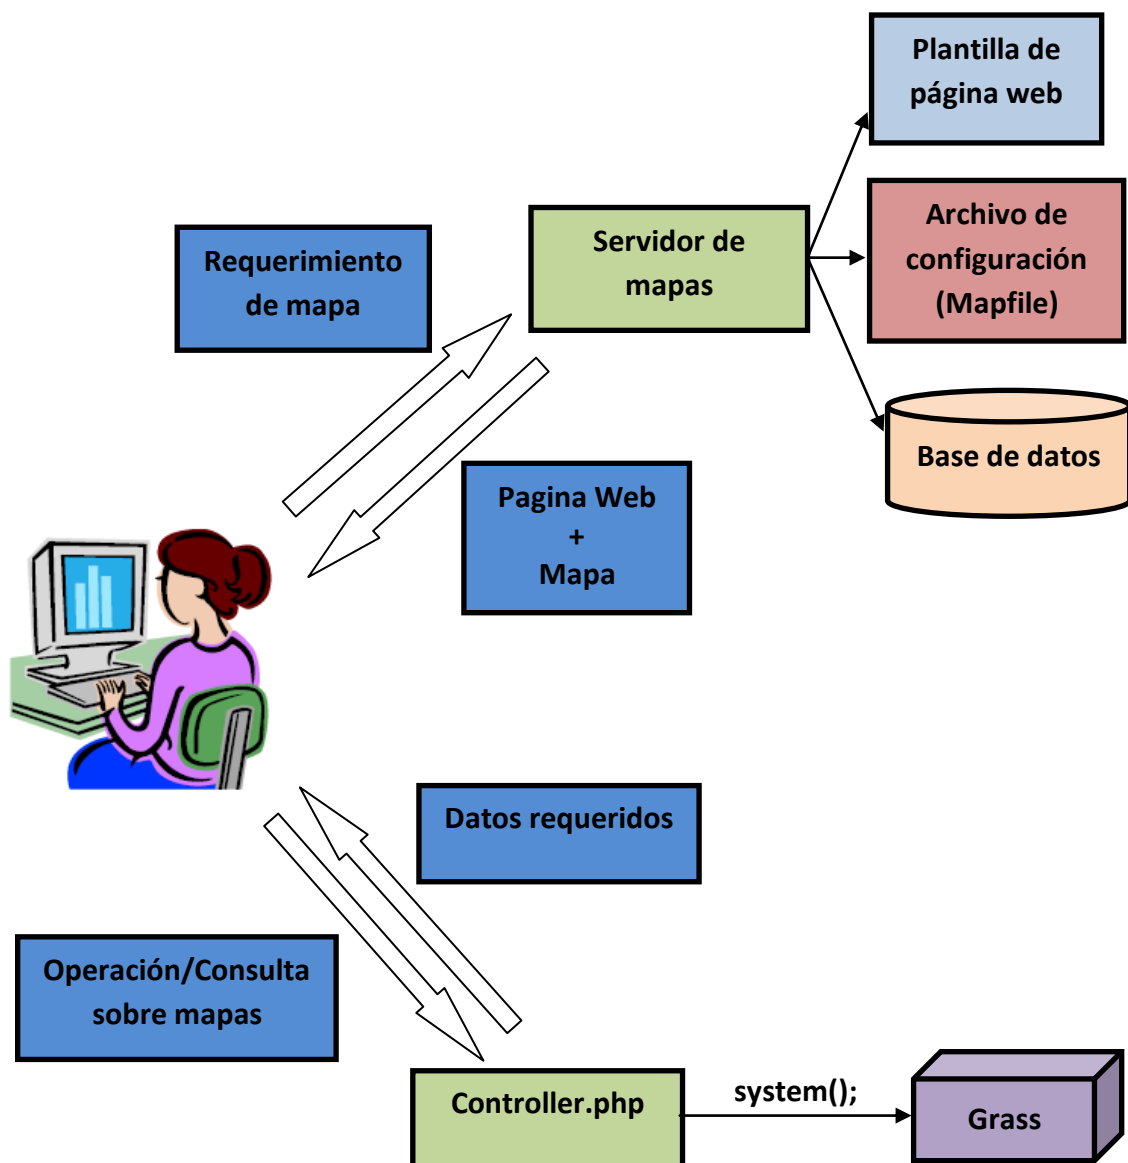 Plantilla de
página web
Servidor de
mapas
Archivo de
configuración
(Mapfile)
Requerimiento
de mapa
Base de datos
Pagina Web
+
Mapa
Datos requeridos
Operación/Consulta
sobre mapas
Controller.php
system();
Grass